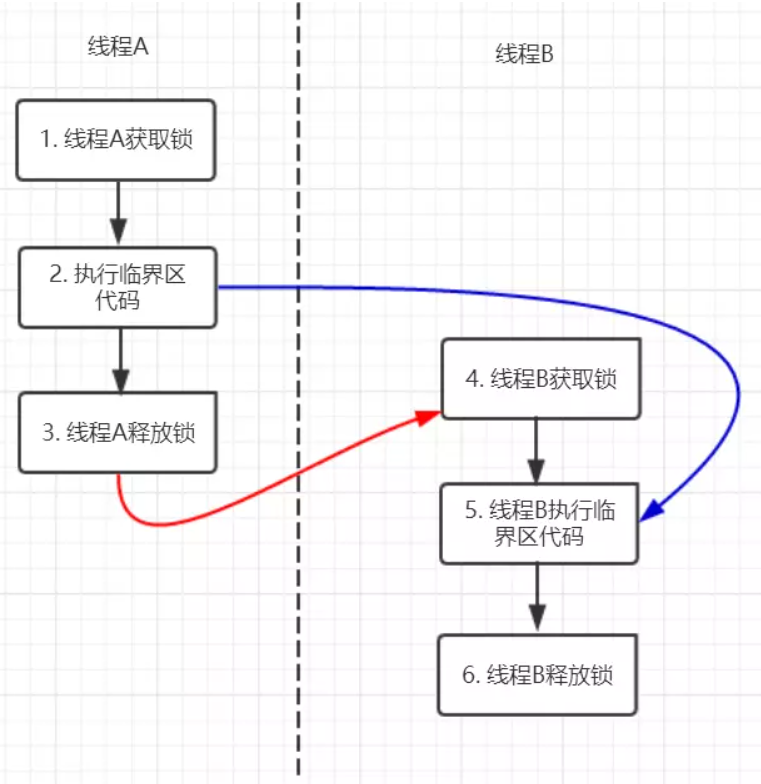 线程A
线程B
1. 线程A获取锁
2. 执行临界区
代码
3. 线程A释放锁
4. 线程B获取锁
5. 线程B执行临
界区代码
6. 线程B释放锁